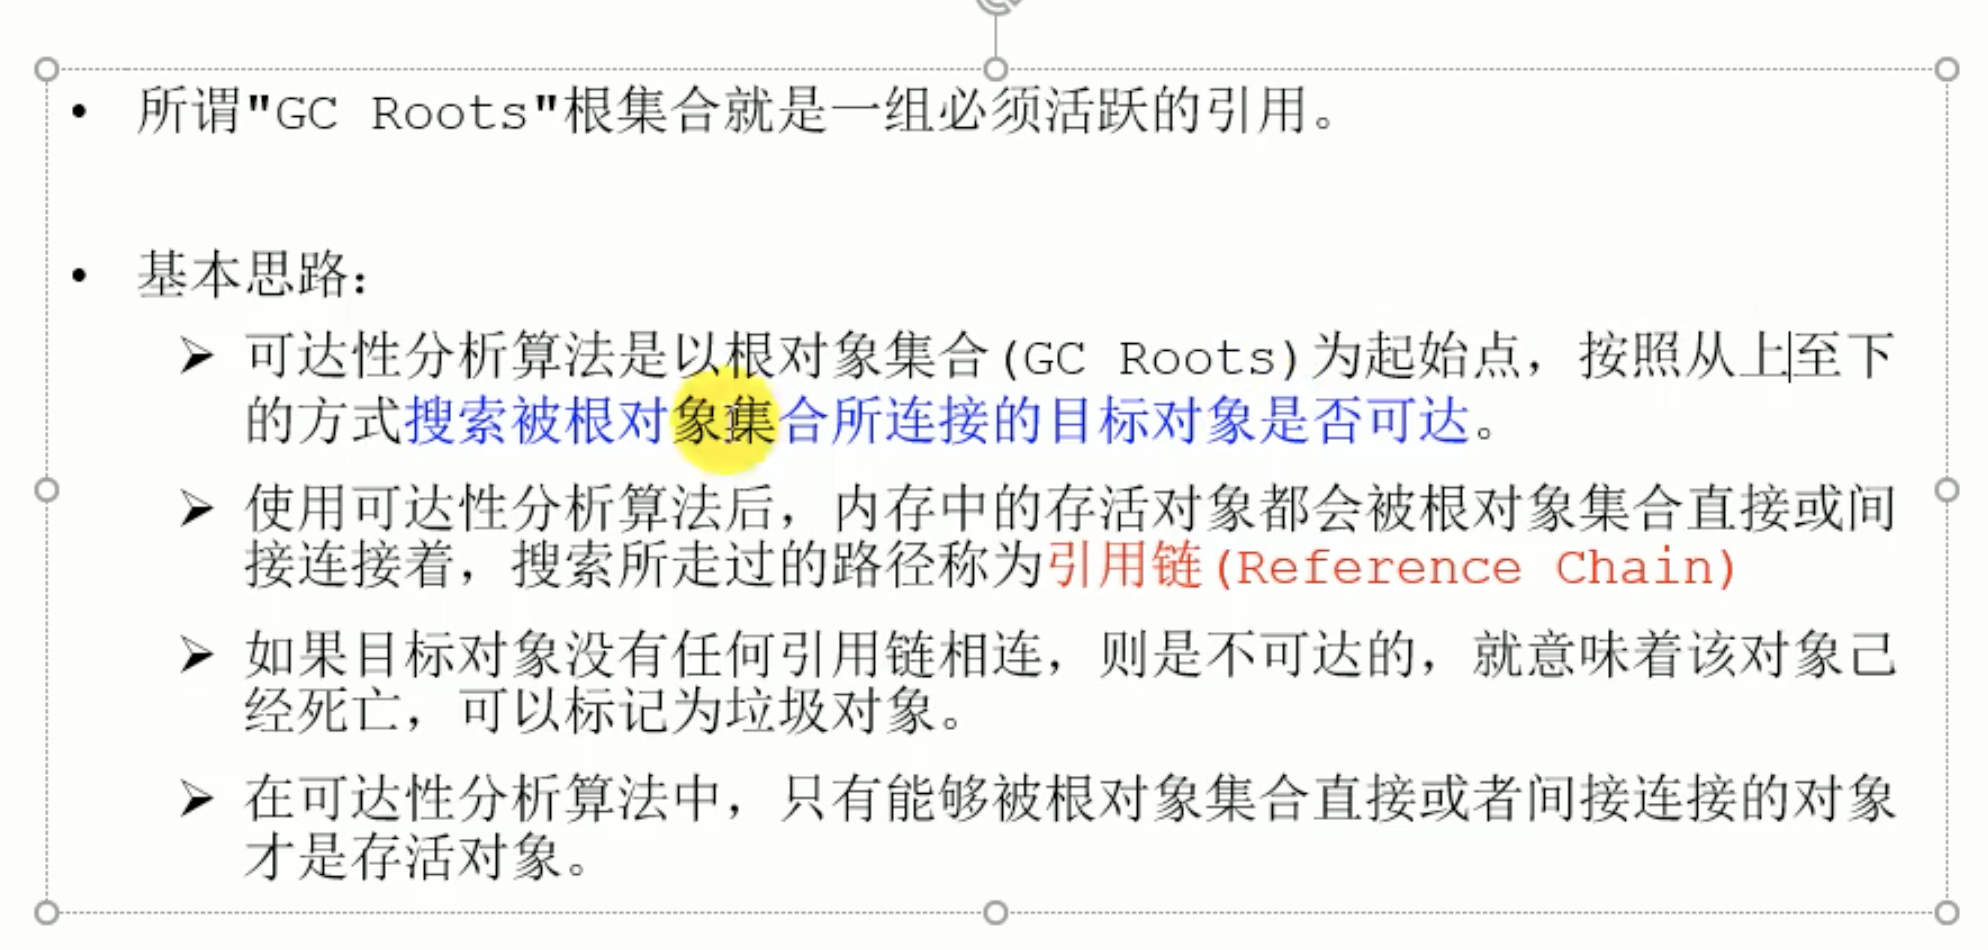 • 所谓"GC Roots"根集合就是一组必须活跃的引用。
• 基本思路：
➢ 可达性分析算法是以根对象集合(GC Roots)为起始点，按照从上至下
的方式搜索被根对象集合所连接的目标对象是否可达。
➢ 使用可达性分析算法后，内存中的存活对象都会被根对象集合直接或间
接连接着，搜索所走过的路径称为引用链(Reference Chain)
➢ 如果目标对象没有任何引用链相连，则是不可达的，就意味着该对象己
经死亡，可以标记为垃圾对象。
➢ 在可达性分析算法中，只有能够被根对象集合直接或者间接连接的对象
才是存活对象。